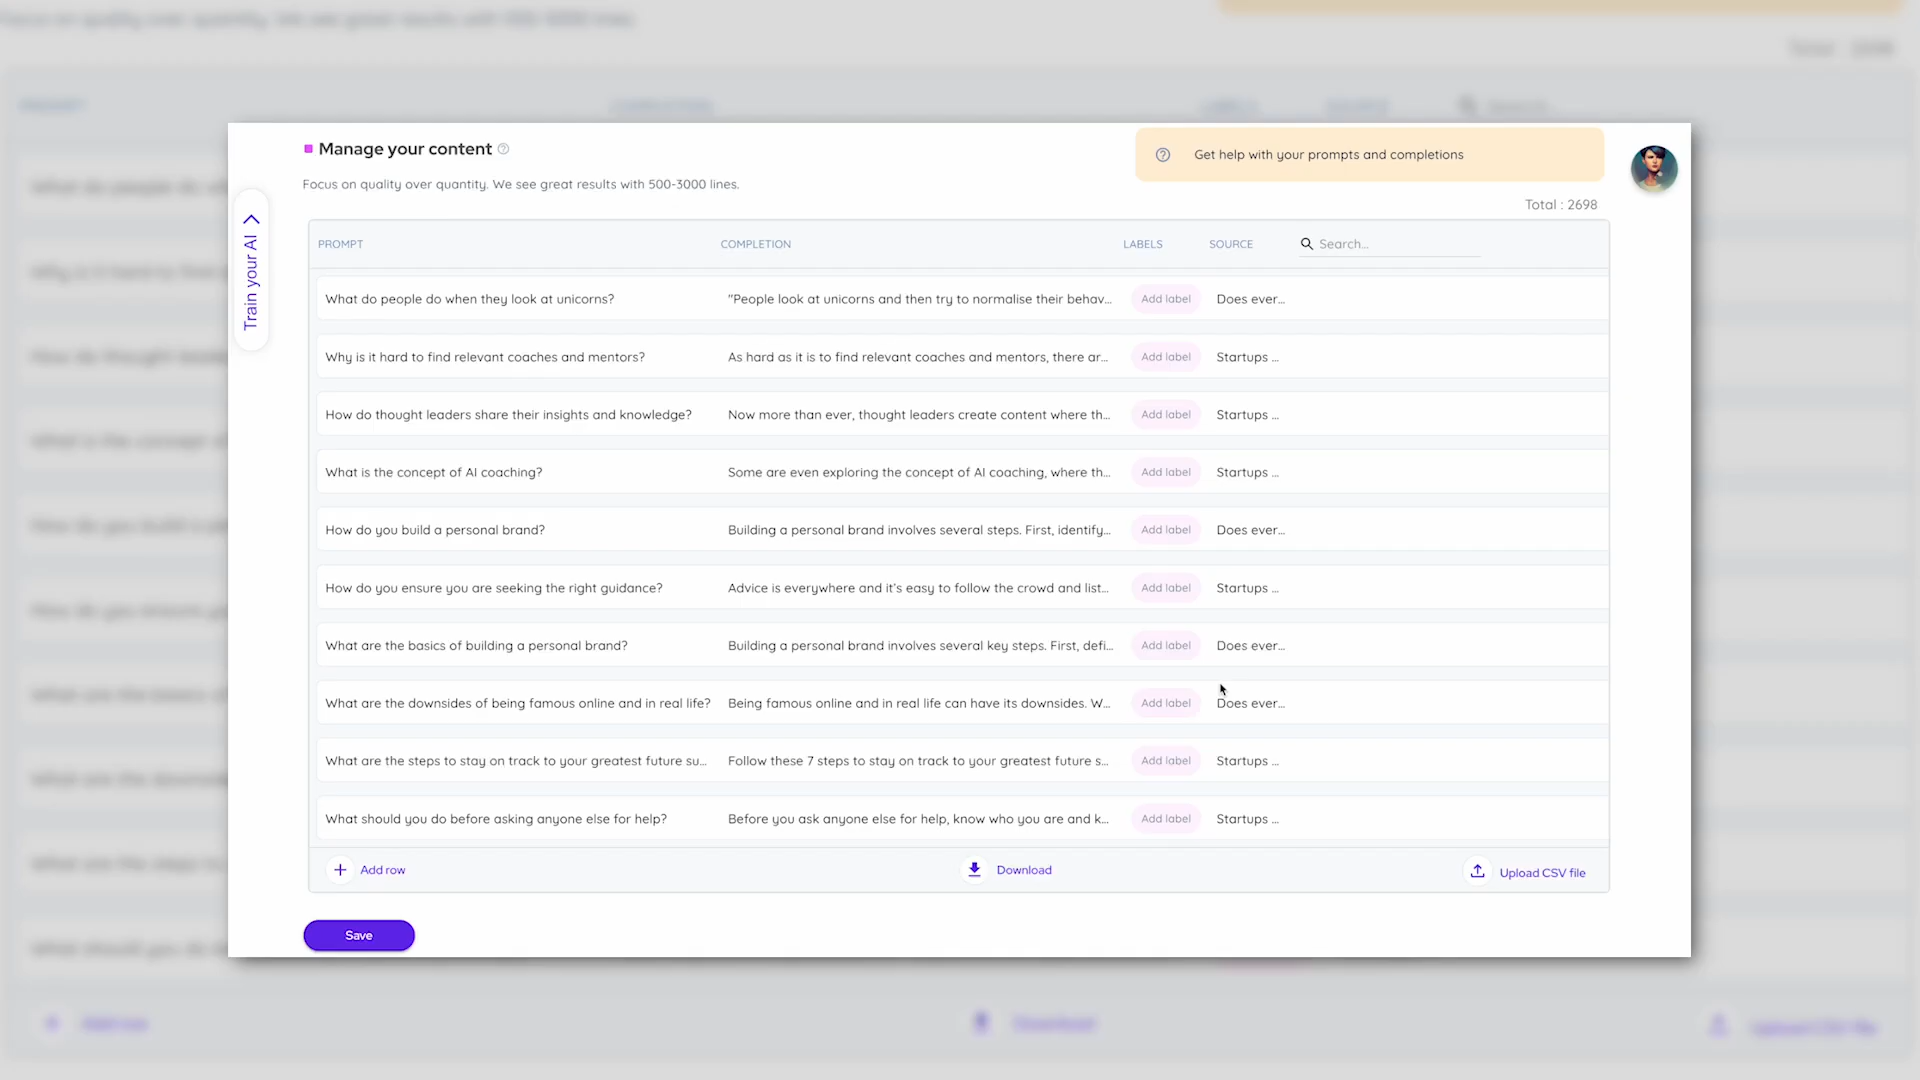 Manage your content
Get help with your prompts and completions
Focus on quality over quantity. We see great results with 500-3000 lines.
Total : 2698
Train your AI
PROMPT COMPLETION LABELS SOURCE Search...
What do people do when they look at unicorns? "People look at unicorns and then try to normalise their behav... Add label Does ever...
Why is it hard to find relevant coaches and mentors? As hard as it is to find relevant coaches and mentors, there ar... Add label Startups ...
How do thought leaders share their insights and knowledge? Now more than ever, thought leaders create content where th... Add label Startups ...
What is the concept of AI coaching? Some are even exploring the concept of AI coaching, where th... Add label Startups ...
How do you build a personal brand? Building a personal brand involves several steps. First, identify... Add label Does ever...
How do you ensure you are seeking the right guidance? Advice is everywhere and it's easy to follow the crowd and list... Add label Startups ...
What are the basics of building a personal brand? Building a personal brand involves several key steps. First, defi... Add label Does ever...
What are the downsides of being famous online and in real life? Being famous online and in real life can have its downsides. W... Add label Does ever...
What are the steps to stay on track to your greatest future su... Follow these 7 steps to stay on track to your greatest future s... Add label Startups ...
What should you do before asking anyone else for help? Before you ask anyone else for help, know who you are and k... Add label Startups ...
Add row Download Upload CSV file
Save